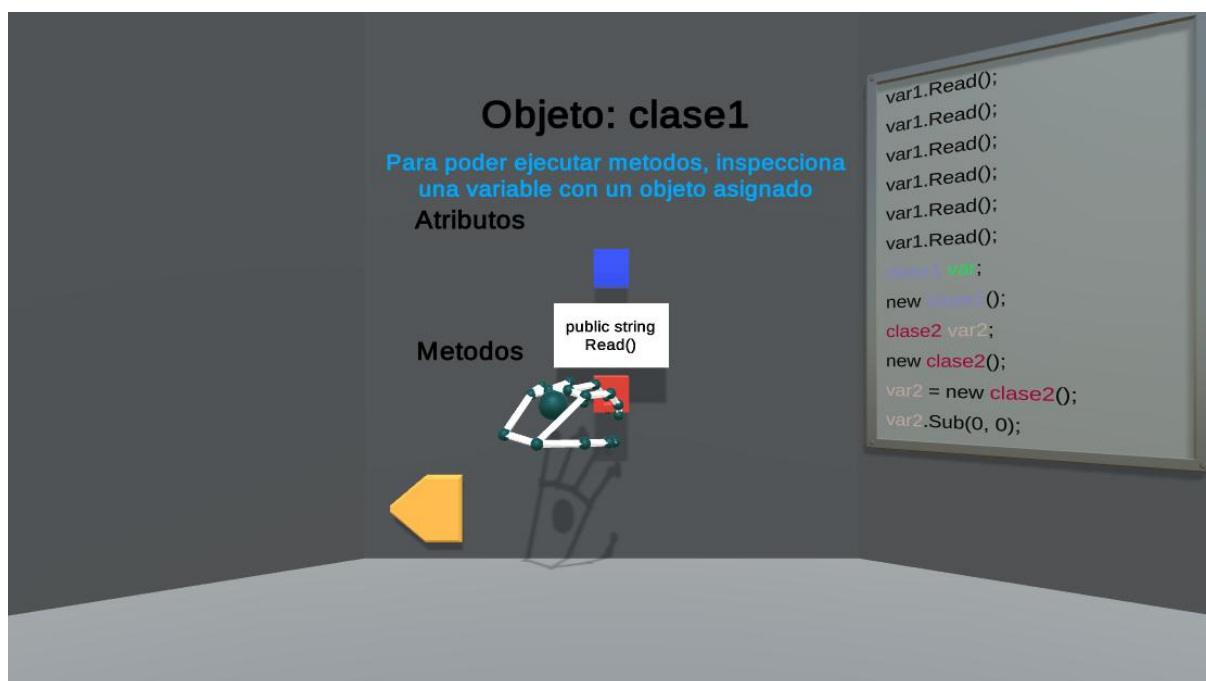 Objeto: clase1
Para poder ejecutar metodos, inspecciona
una variable con un objeto asignado
Atributos
public string
Read()
Metodos
var1.Read();
var1.Read();
var1.Read();
var1.Read();
var1.Read();
var1.Read();
var;
new ();
clase2 var2;
new clase2();
var2 = new clase2();
var2.Sub(0, 0);